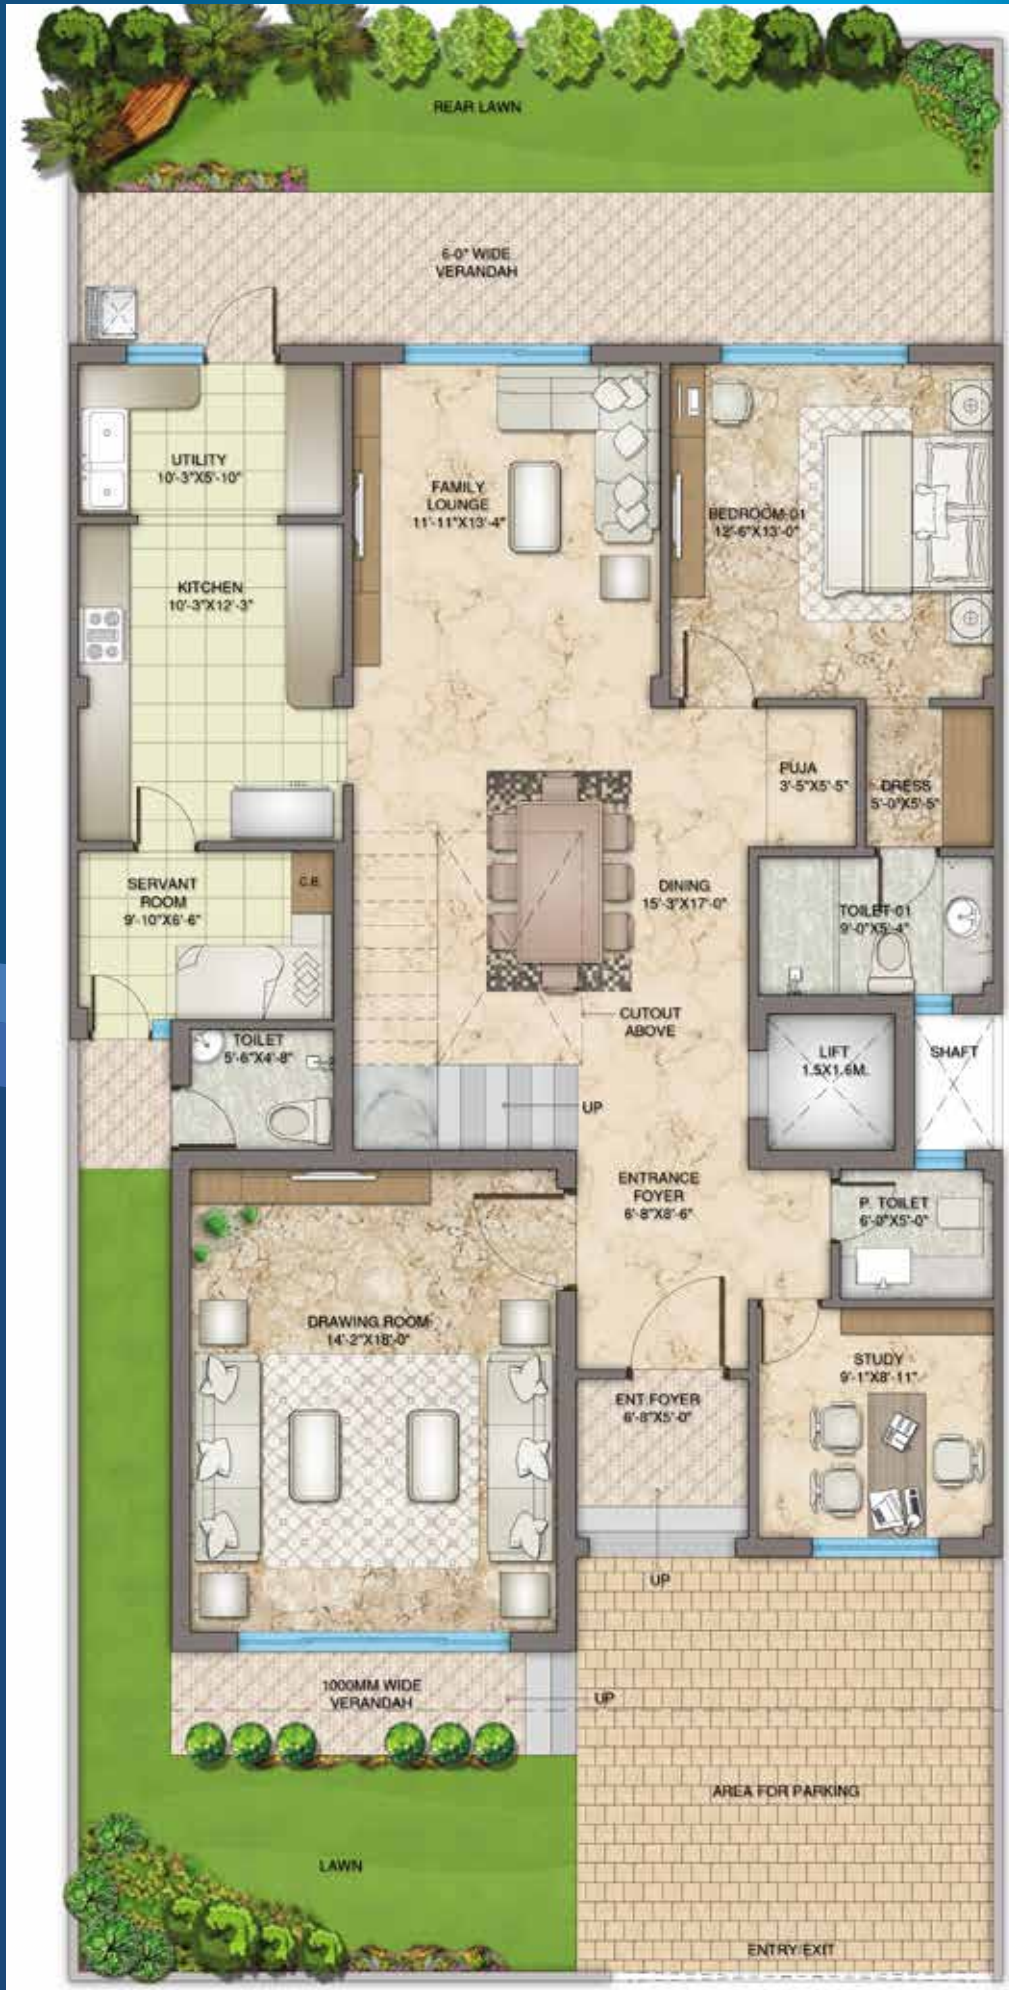 REAR LAWN
6-0" WIDE
VERANDAH
UTILITY
10'-3"X5'-10"
FAMILY
LOUNGE
11'-11"X13'-4"
BEDROOM-01
12'-6"X13'-0"
KITCHEN
10'-3"X12'-3"
PUJA
3'-5"X5'-5"
DRESS
5'-0"X5'-5"
SERVANT
ROOM
9'-10"X6'-6"
C.B.
DINING
15'-3"X17'-0"
TOILET-01
9'-0"X5'-4"
CUTOUT
ABOVE
TOILET
5'-6"X4'-8"
LIFT
1.5X1.6M.
SHAFT
UP
ENTRANCE
FOYER
6'-8"X8'-6"
P. TOILET
6'-0"X5'-0"
DRAWING ROOM
14'-2"X18'-0"
STUDY
9'-1"X8'-11"
ENT.FOYER
6'-8"X5'-0"
UP
1000MM WIDE
VERANDAH
UP
AREA FOR PARKING
LAWN
ENTRY/EXIT